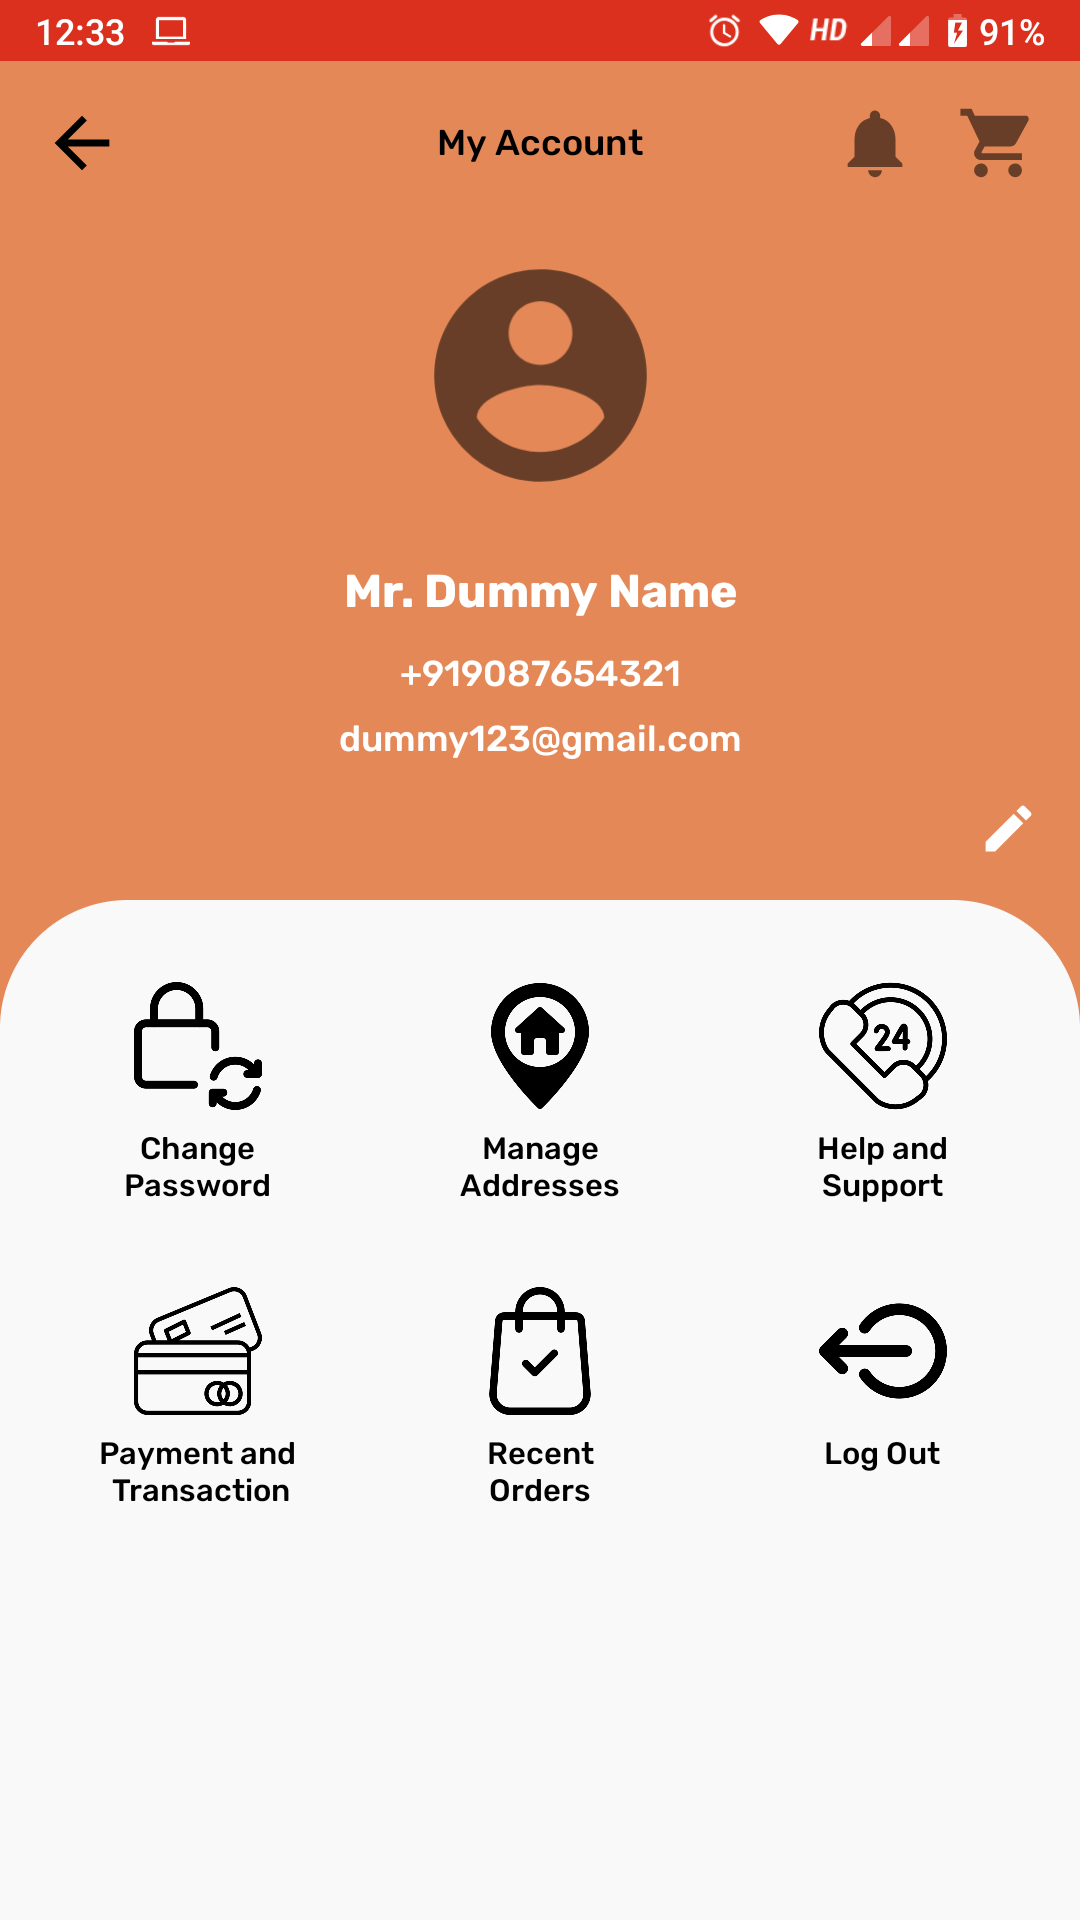 12:33 HD 91%
My Account
Mr. Dummy Name
+919087654321
dummy123@gmail.com
24
Change Password
Manage Addresses
Help and Support
Payment and Transaction
Recent Orders
Log Out